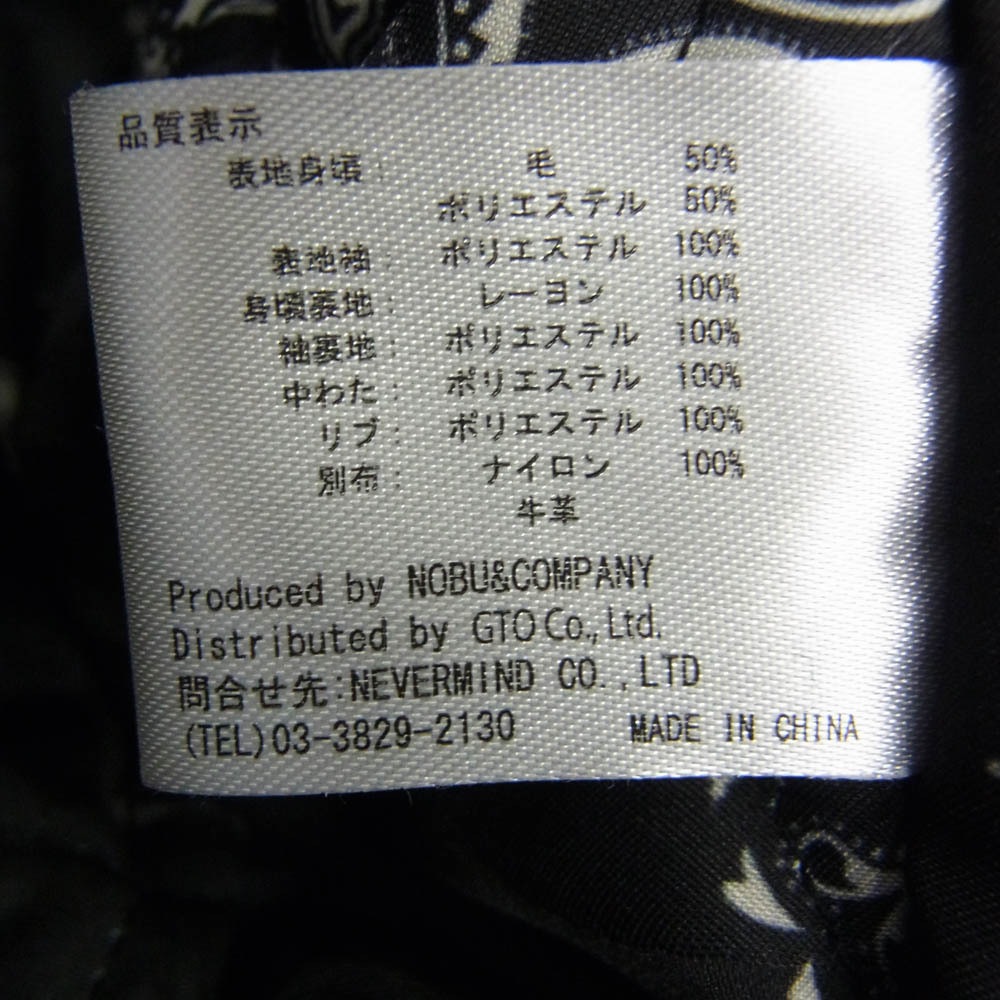 品質表示
表地身頃: 毛 50%
ポリエステル 50%
表地袖: ポリエステル 100%
身頃裏地: レーヨン 100%
袖裏地: ポリエステル 100%
中わた: ポリエステル 100%
リブ: ポリエステル 100%
別布: ナイロン 100%
牛革
Produced by NOBU&COMPANY
Distributed by GTO Co., Ltd.
問合せ先:NEVERMIND CO.,LTD
(TEL)03-3829-2130 MADE IN CHINA